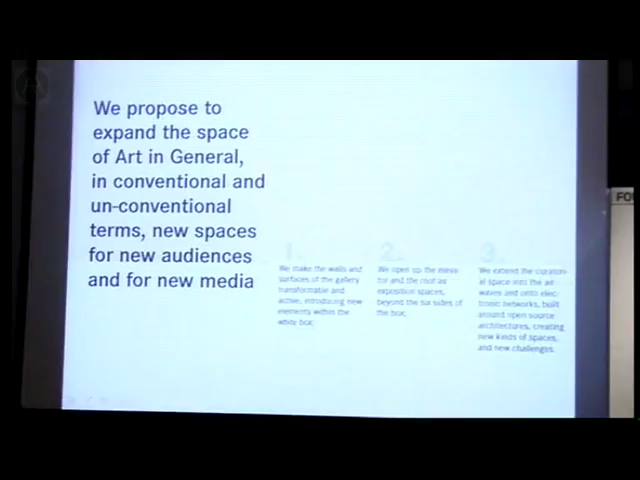 We propose to
expand the space
of Art in General,
in conventional and
un-conventional
terms, new spaces
for new audiences
and for new media
1.
We make the walls and
surfaces of the gallery
transformable and
active, introducing new
elements within the
white box;
2.
We open up the eleva-
tor and the roof as
exposition spaces,
beyond the six sides of
the box;
3.
We extend the curatori-
al space into the air
waves and onto elec-
tronic networks, built
around open source
architectures, creating
new kinds of spaces,
and new challenges.
FO